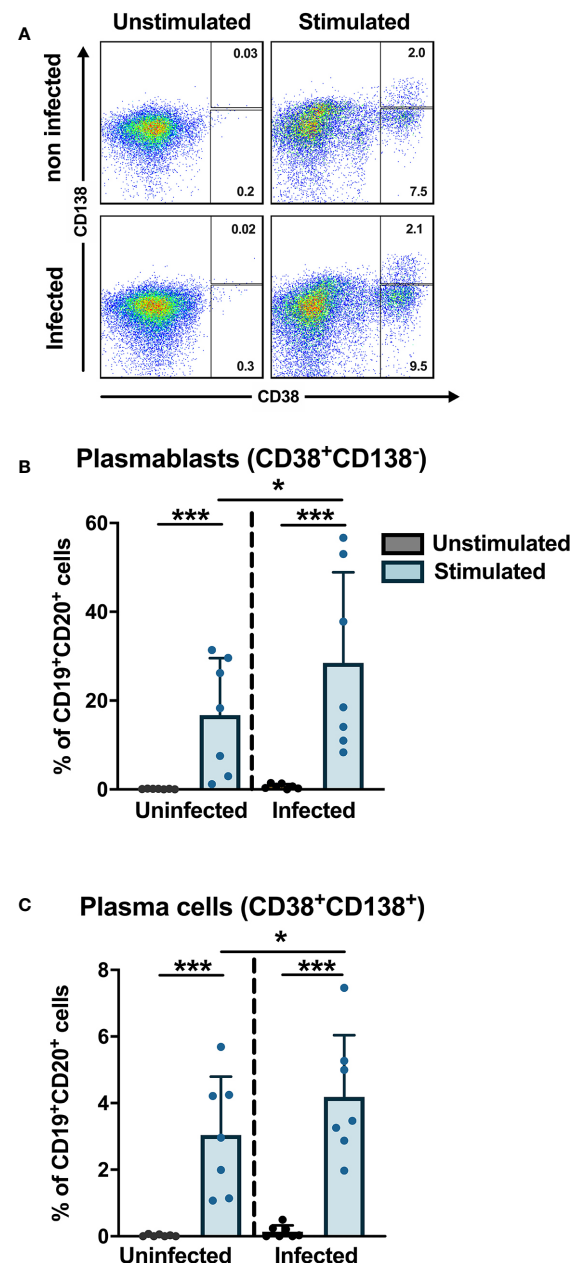 A
Unstimulated Stimulated
non infected
0.03
2.0
0.2
7.5
CD138
Infected
0.02
2.1
0.3
9.5
CD38
B
Plasmablasts (CD38⁺CD138⁻)
*
*** ***
% of CD19⁺CD20⁺ cells
60
40
20
0
Unstimulated
Stimulated
Uninfected Infected
C
Plasma cells (CD38⁺CD138⁺)
*
*** ***
% of CD19⁺CD20⁺ cells
8
6
4
2
0
Uninfected Infected